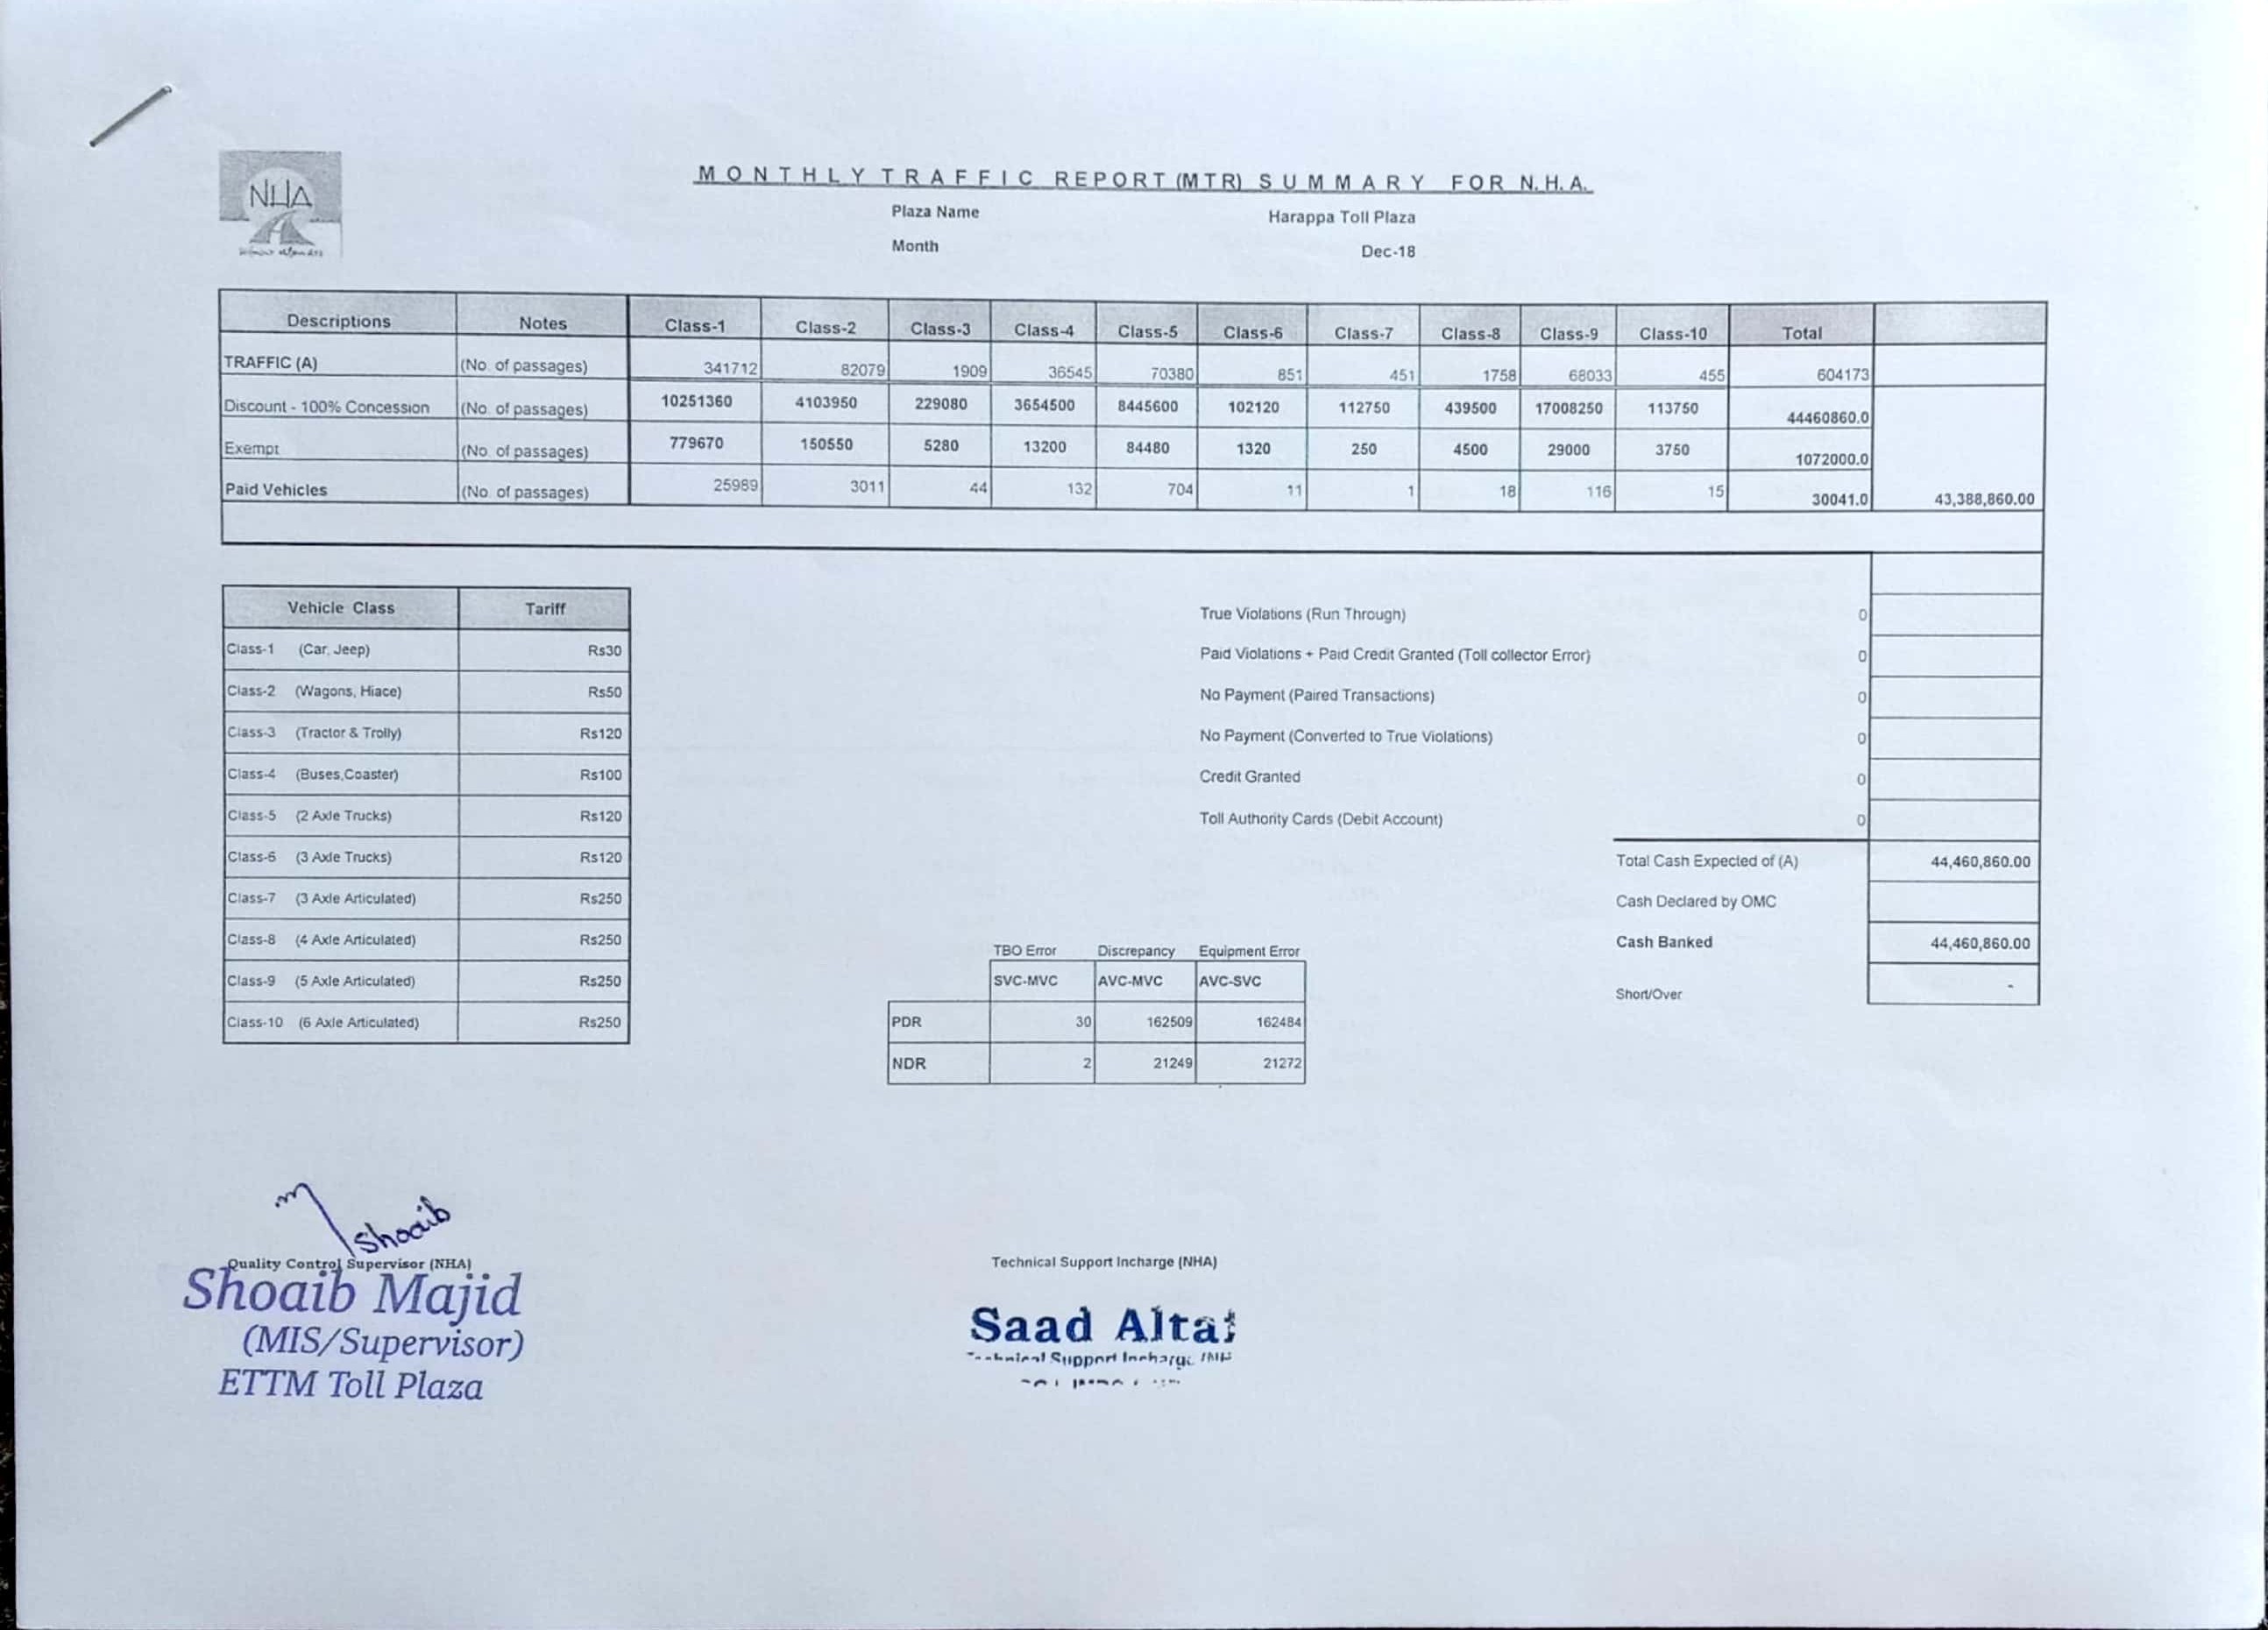 NHA
MONTHLY TRAFFIC REPORT (MTR) SUMMARY FOR N.H.A.
Plaza Name Harappa Toll Plaza
Month Dec-18
Descriptions Notes Class-1 Class-2 Class-3 Class-4 Class-5 Class-6 Class-7 Class-8 Class-9 Class-10 Total
TRAFFIC (A) (No. of passages) 341712 82079 1909 36545 70380 851 451 1758 68033 455 604173
Discount - 100% Concession (No. of passages) 10251360 4103950 229080 3654500 8445600 102120 112750 439500 17008250 113750 44460860.0
Exempt (No. of passages) 779670 150550 5280 13200 84480 1320 250 4500 29000 3750 1072000.0
Paid Vehicles (No. of passages) 25989 3011 44 132 704 11 1 18 116 15 30041.0 43,388,860.00
Vehicle Class Tariff
Class-1 (Car, Jeep) Rs30
Class-2 (Wagons, Hiace) Rs50
Class-3 (Tractor & Trolly) Rs120
Class-4 (Buses,Coaster) Rs100
Class-5 (2 Axle Trucks) Rs120
Class-6 (3 Axle Trucks) Rs120
Class-7 (3 Axle Articulated) Rs250
Class-8 (4 Axle Articulated) Rs250
Class-9 (5 Axle Articulated) Rs250
Class-10 (6 Axle Articulated) Rs250
True Violations (Run Through) 0
Paid Violations + Paid Credit Granted (Toll collector Error) 0
No Payment (Paired Transactions) 0
No Payment (Converted to True Violations) 0
Credit Granted 0
Toll Authority Cards (Debit Account) 0
Total Cash Expected of (A) 44,460,860.00
Cash Declared by OMC
Cash Banked 44,460,860.00
Short/Over -
TBO Error Discrepancy Equipment Error
SVC-MVC AVC-MVC AVC-SVC
PDR 30 162509 162484
NDR 2 21249 21272
Shoaib
Quality Control Supervisor (NHA)
Shoaib Majid
(MIS/Supervisor)
ETTM Toll Plaza
Technical Support Incharge (NHA)
Saad Altaf
Technical Support Incharge